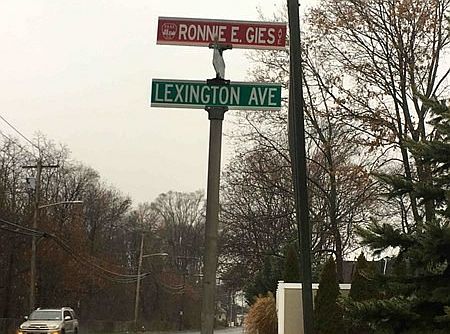 RONNIE E. GIES
LEXINGTON AVE